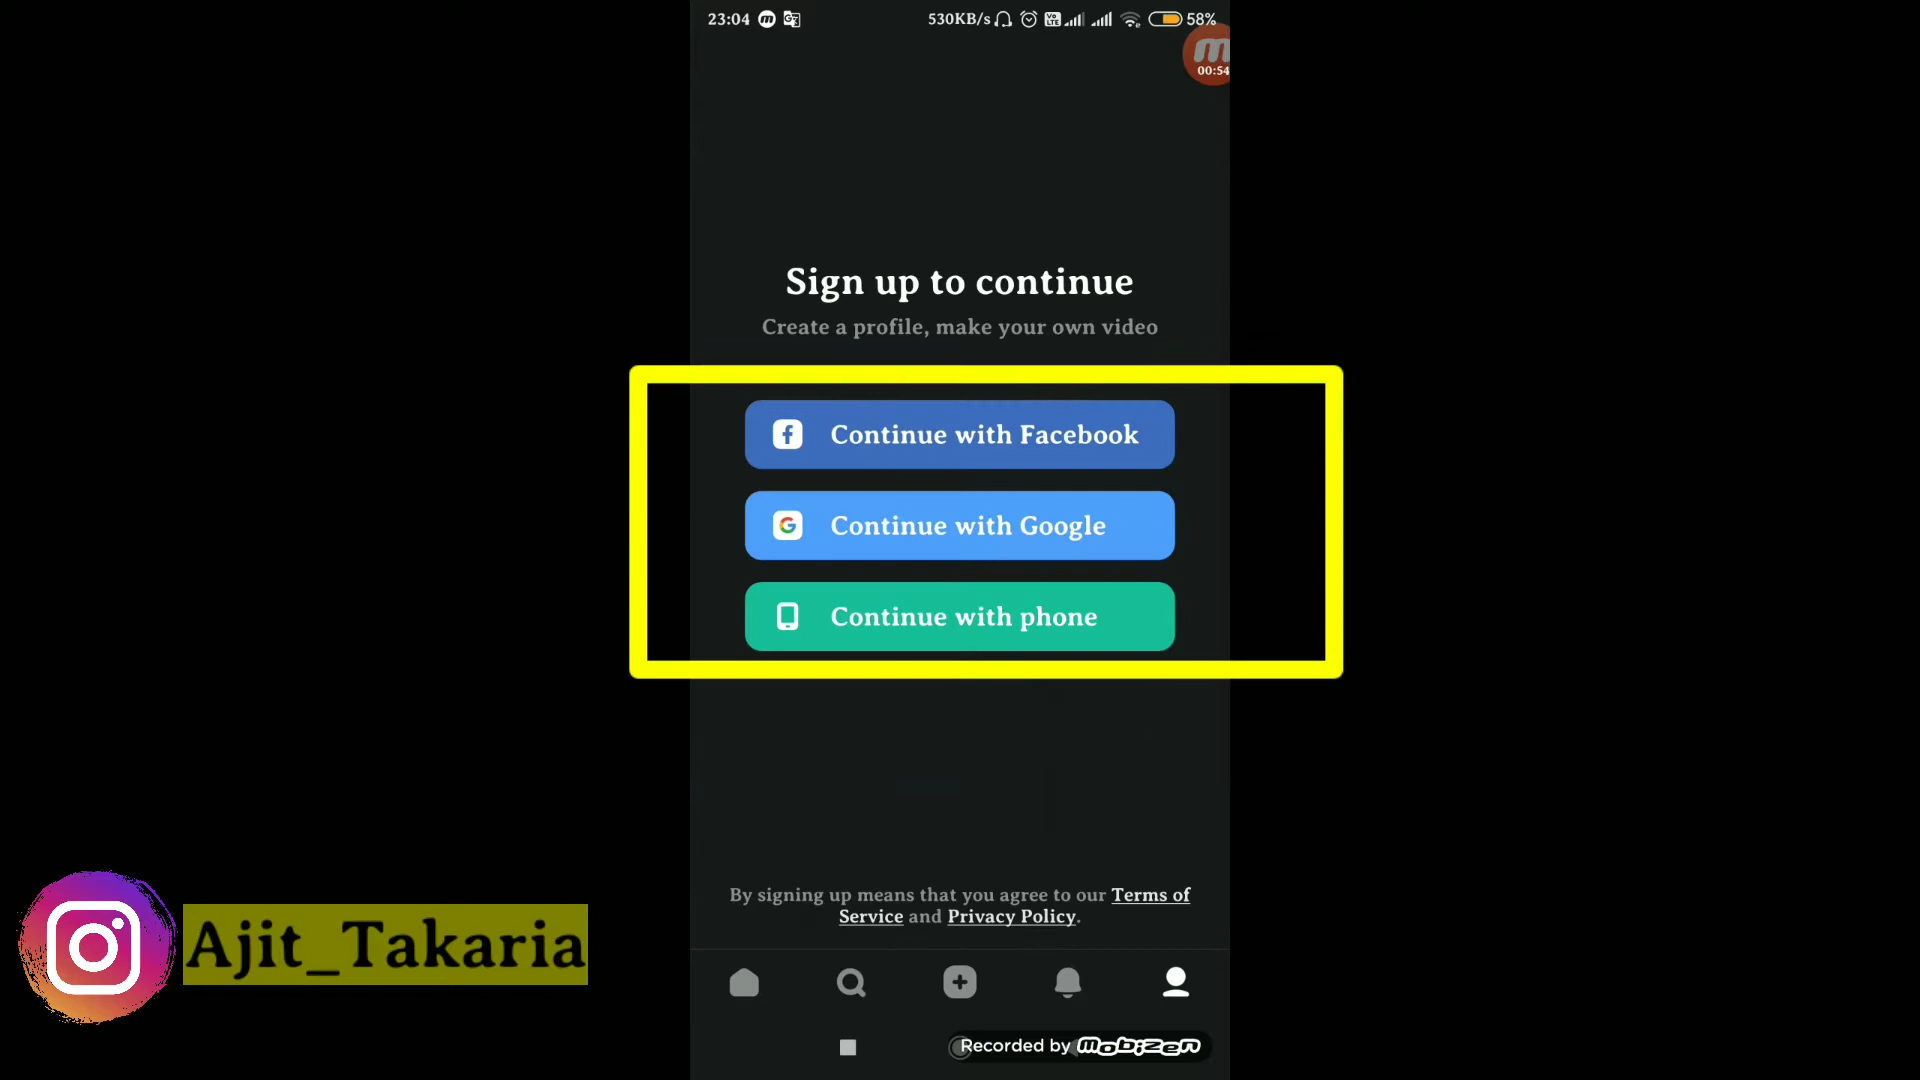 23:04
530KB/s
58%
00:54
Sign up to continue
Create a profile, make your own video
Continue with Facebook
Continue with Google
Continue with phone
By signing up means that you agree to our Terms of
Service and Privacy Policy.
Ajit_Takaria
Recorded by mobizen